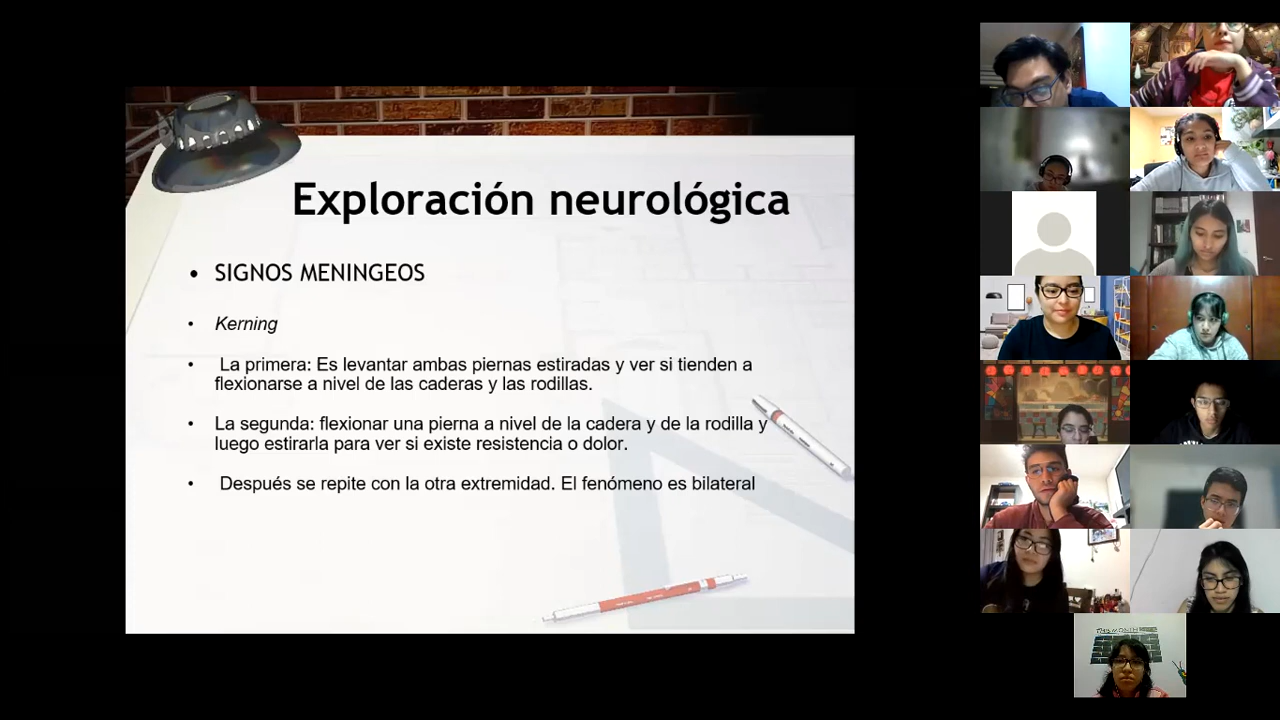 Exploración neurológica
• SIGNOS MENINGEOS
• Kerning
• La primera: Es levantar ambas piernas estiradas y ver si tienden a
flexionarse a nivel de las caderas y las rodillas.
• La segunda: flexionar una pierna a nivel de la cadera y de la rodilla y
luego estirarla para ver si existe resistencia o dolor.
• Después se repite con la otra extremidad. El fenómeno es bilateral